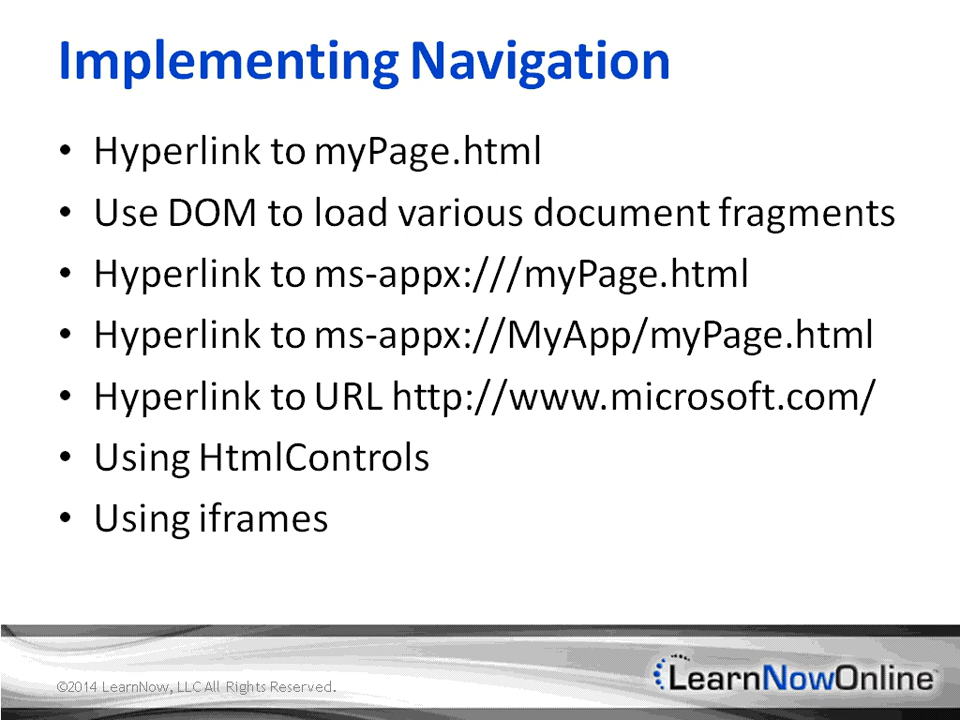 Implementing Navigation
• Hyperlink to myPage.html
• Use DOM to load various document fragments
• Hyperlink to ms-appx:///myPage.html
• Hyperlink to ms-appx://MyApp/myPage.html
• Hyperlink to URL http://www.microsoft.com/
• Using HtmlControls
• Using iframes
©2014 LearnNow, LLC All Rights Reserved.
LearnNowOnline